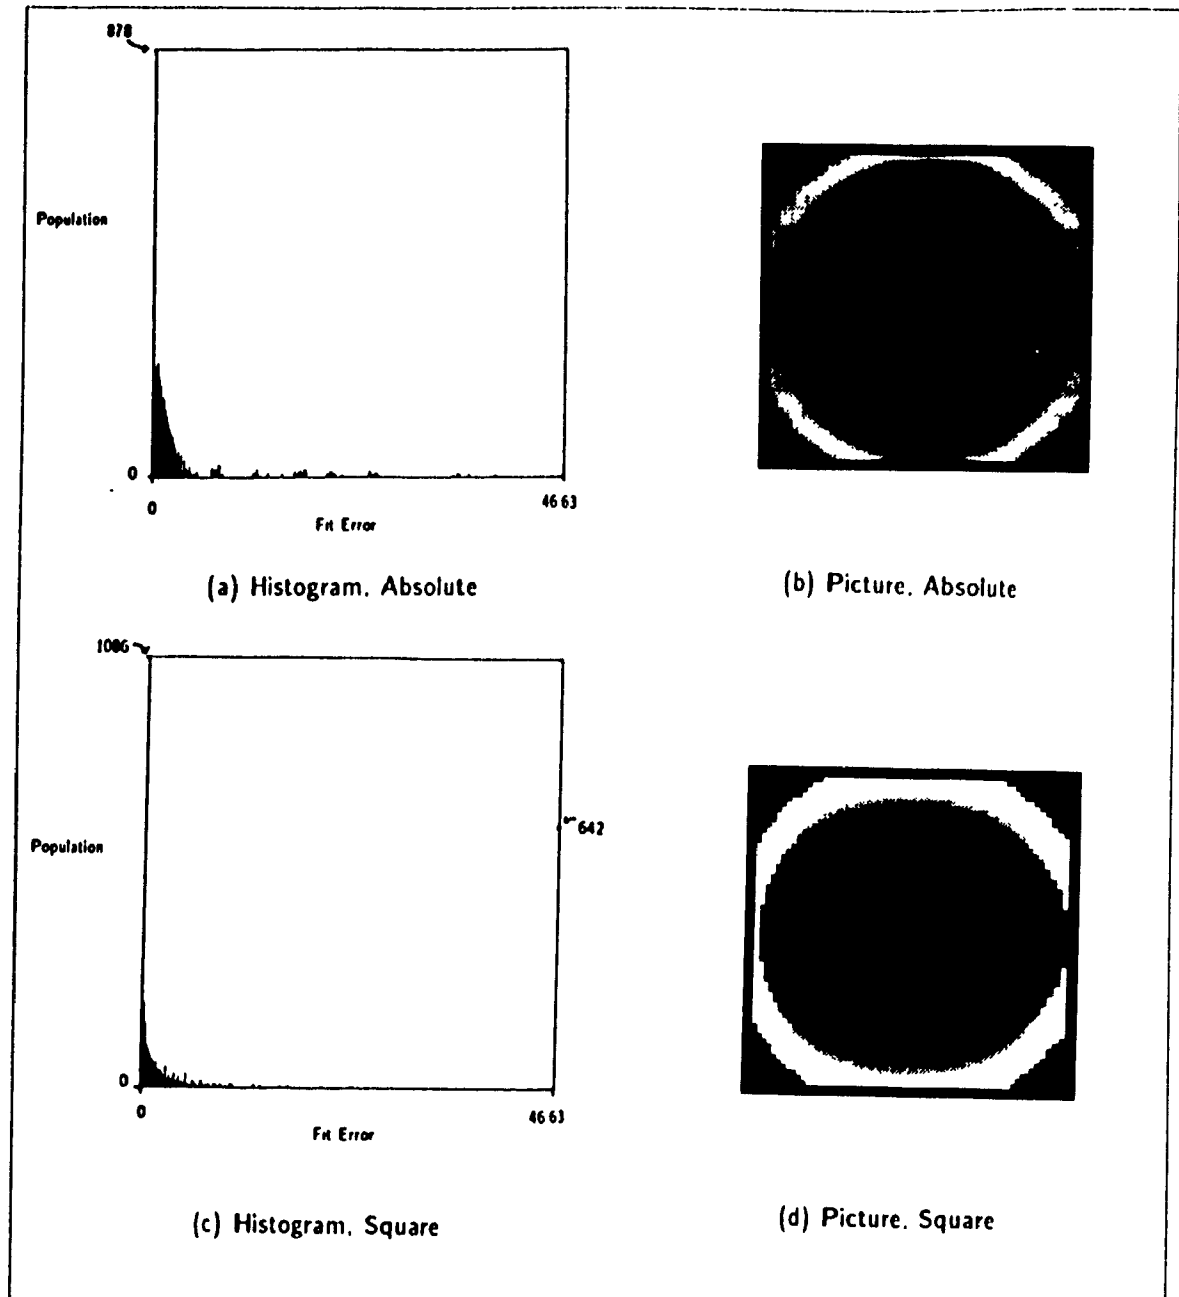 878
Population
0
0
46 63
Fit Error
(a) Histogram. Absolute
(b) Picture. Absolute
1086
642
Population
0
0
46 63
Fit Error
(c) Histogram. Square
(d) Picture. Square